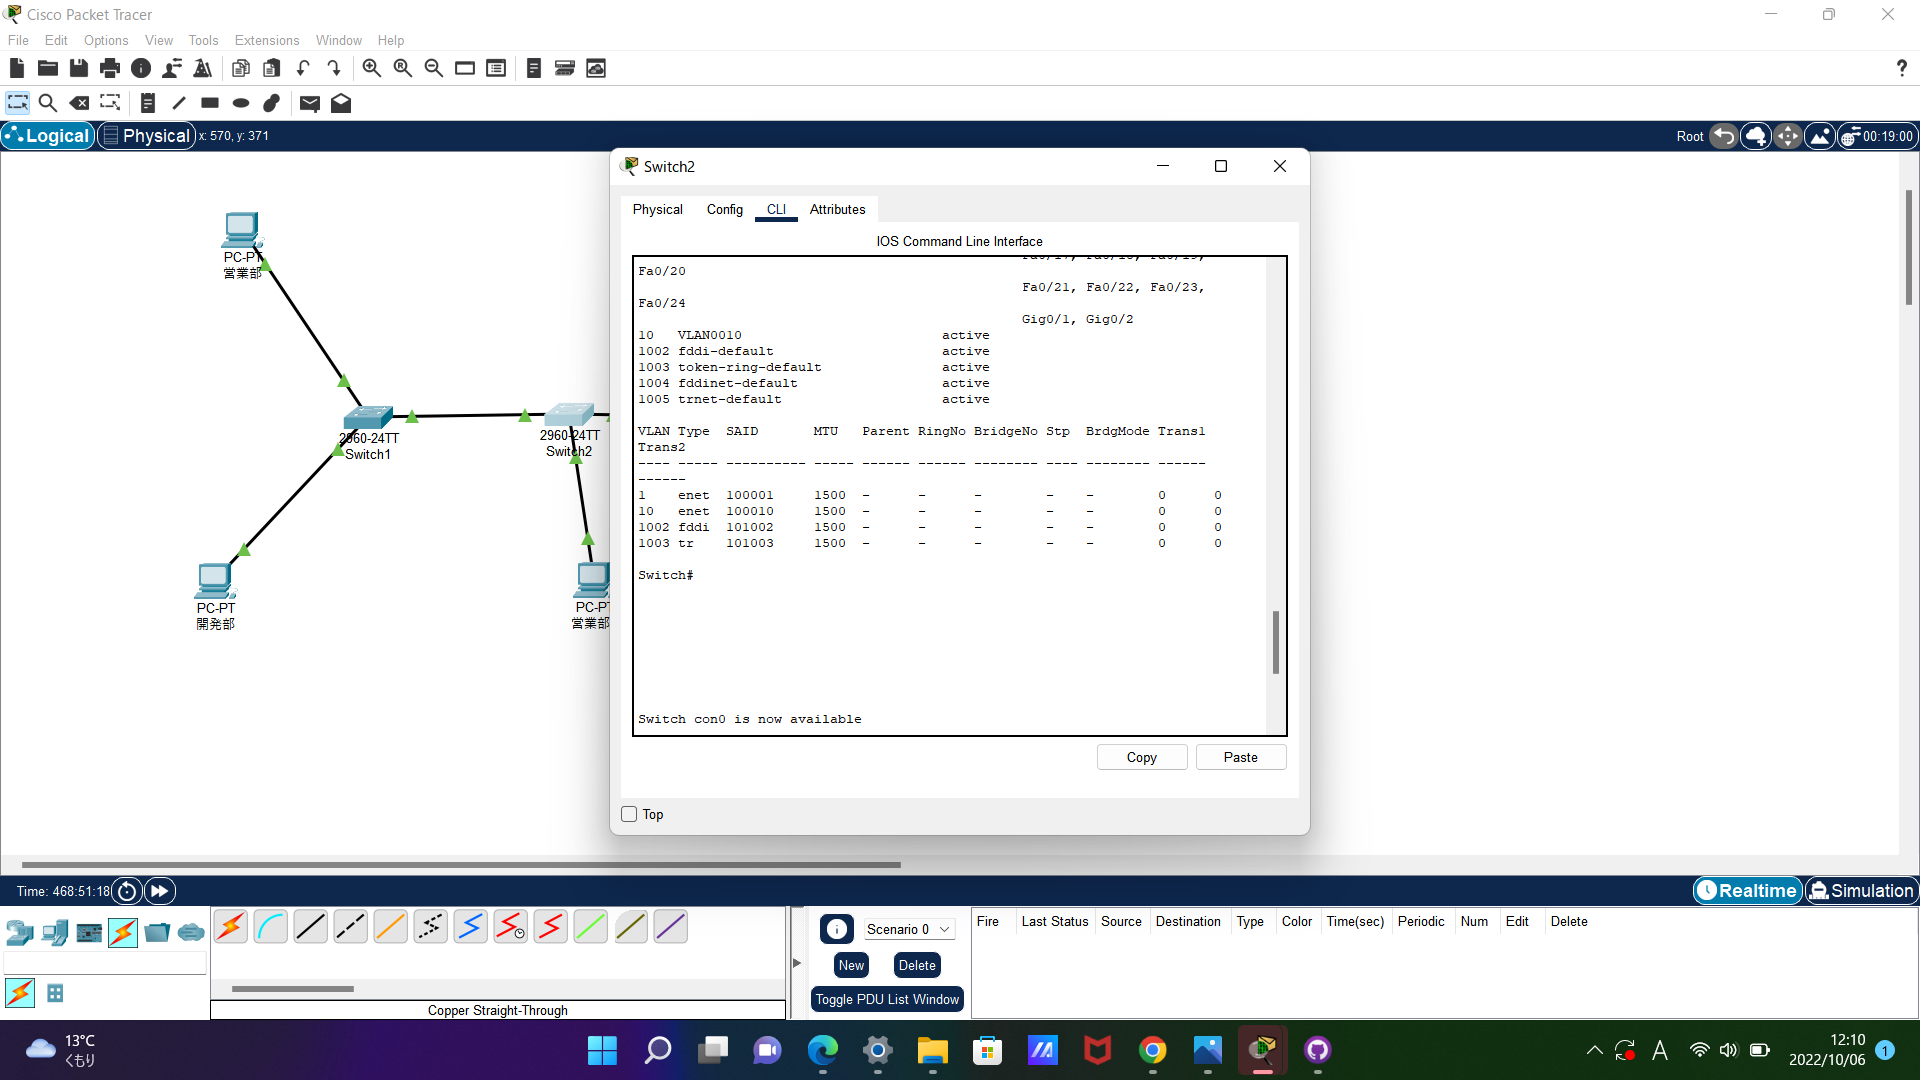 Cisco Packet Tracer
File Edit Options View Tools Extensions Window Help
Logical Physical x: 570, y: 371
Root 00:19:00
PC-PT
営業部
2960-24TT
Switch1
2960-24TT
Switch2
PC-PT
開発部
PC-PT
営業部
Switch2
Physical Config CLI Attributes
IOS Command Line Interface
Fa0/20
Fa0/21, Fa0/22, Fa0/23,
Fa0/24
Gig0/1, Gig0/2
10 VLAN0010 active
1002 fddi-default active
1003 token-ring-default active
1004 fddinet-default active
1005 trnet-default active
VLAN Type SAID MTU Parent RingNo BridgeNo Stp BrdgMode Trans1
Trans2
---- ----- ---------- ----- ------ ------ -------- ---- -------- ------
------
1 enet 100001 1500 - - - - - 0 0
10 enet 100010 1500 - - - - - 0 0
1002 fddi 101002 1500 - - - - - 0 0
1003 tr 101003 1500 - - - - - 0 0
Switch#
Switch con0 is now available
Copy Paste
Top
Time: 468:51:18
Realtime Simulation
Scenario 0
New Delete
Toggle PDU List Window
Fire Last Status Source Destination Type Color Time(sec) Periodic Num Edit Delete
Copper Straight-Through
13°C
くもり
A
12:10
2022/10/06
1